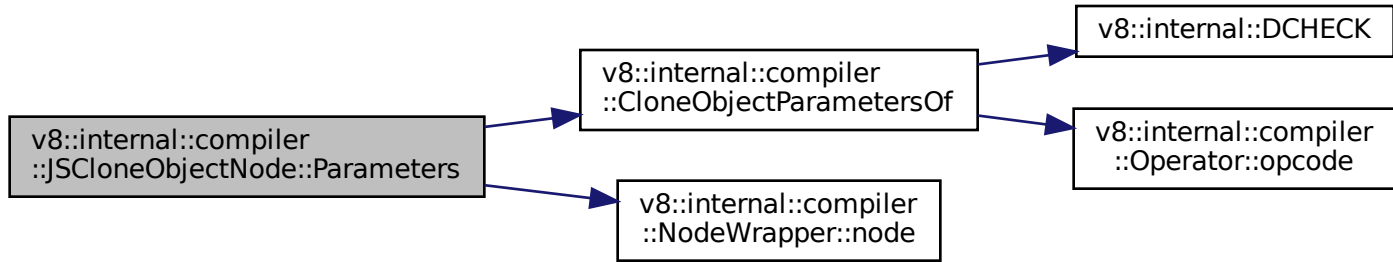 v8::internal::compiler
::JSCloneObjectNode::Parameters
v8::internal::compiler
::CloneObjectParametersOf
v8::internal::DCHECK
v8::internal::compiler
::Operator::opcode
v8::internal::compiler
::NodeWrapper::node